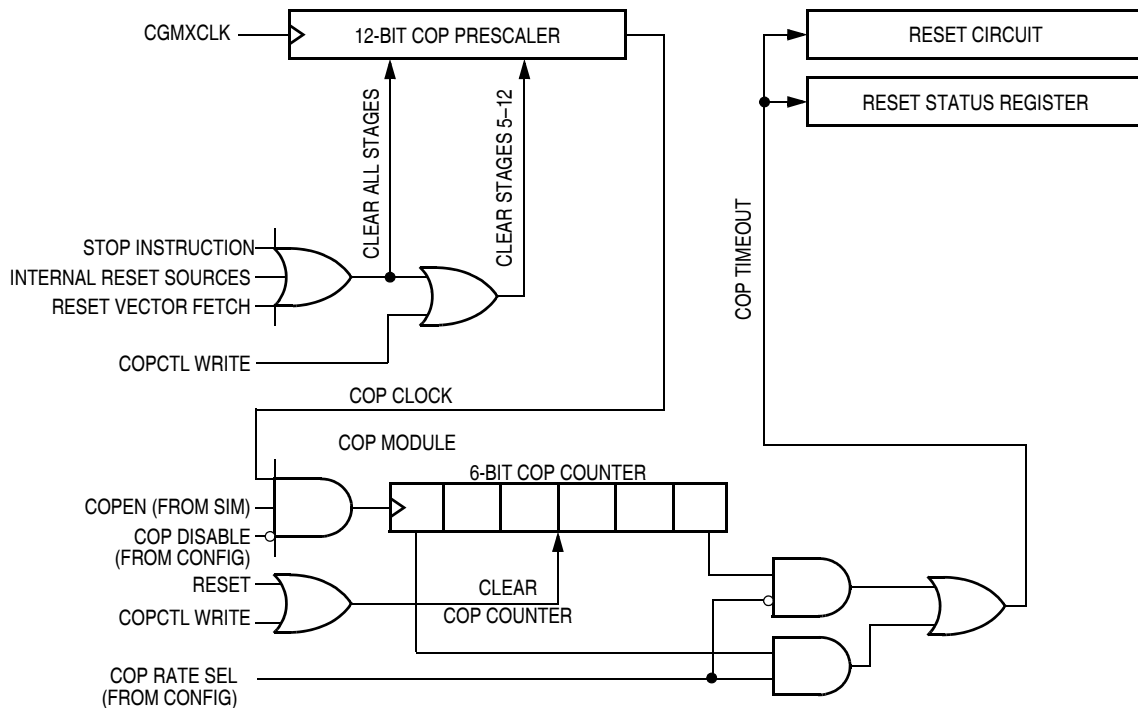 CGMXCLK
12-BIT COP PRESCALER
RESET CIRCUIT
RESET STATUS REGISTER
CLEAR ALL STAGES
CLEAR STAGES 5–12
STOP INSTRUCTION
INTERNAL RESET SOURCES
RESET VECTOR FETCH
COPCTL WRITE
COP TIMEOUT
COP CLOCK
COP MODULE
6-BIT COP COUNTER
COPEN (FROM SIM)
COP DISABLE
(FROM CONFIG)
RESET
COPCTL WRITE
CLEAR
COP COUNTER
COP RATE SEL
(FROM CONFIG)